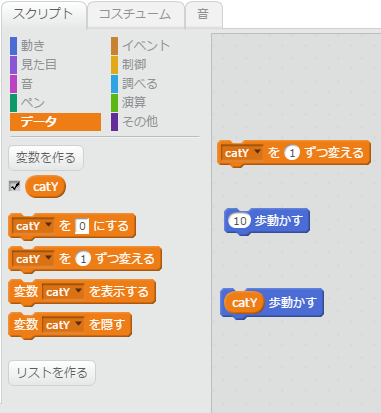 スクリプト コスチューム 音
動き イベント
見た目 制御
音 調べる
ペン 演算
データ その他
変数を作る
catY
catY を 0 にする
catY を 1 ずつ変える
変数 catY を表示する
変数 catY を隠す
リストを作る
catY を 1 ずつ変える
10 歩動かす
catY 歩動かす